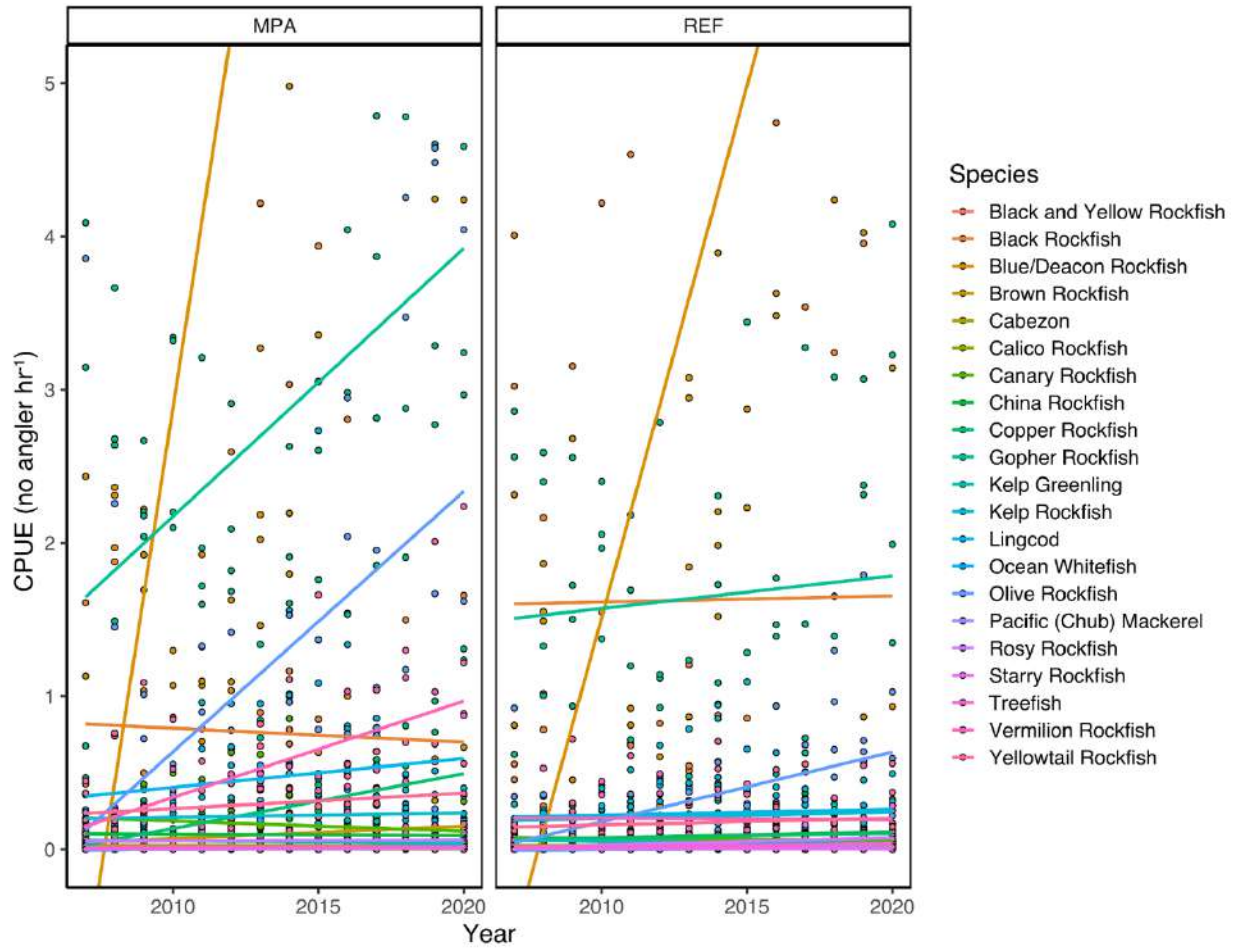 MPA
REF
5
4
3
2
1
0
CPUE (no angler hr⁻¹)
2010
2015
2020
2010
2015
2020
Year
Species
Black and Yellow Rockfish
Black Rockfish
Blue/Deacon Rockfish
Brown Rockfish
Cabezon
Calico Rockfish
Canary Rockfish
China Rockfish
Copper Rockfish
Gopher Rockfish
Kelp Greenling
Kelp Rockfish
Lingcod
Ocean Whitefish
Olive Rockfish
Pacific (Chub) Mackerel
Rosy Rockfish
Starry Rockfish
Treefish
Vermilion Rockfish
Yellowtail Rockfish